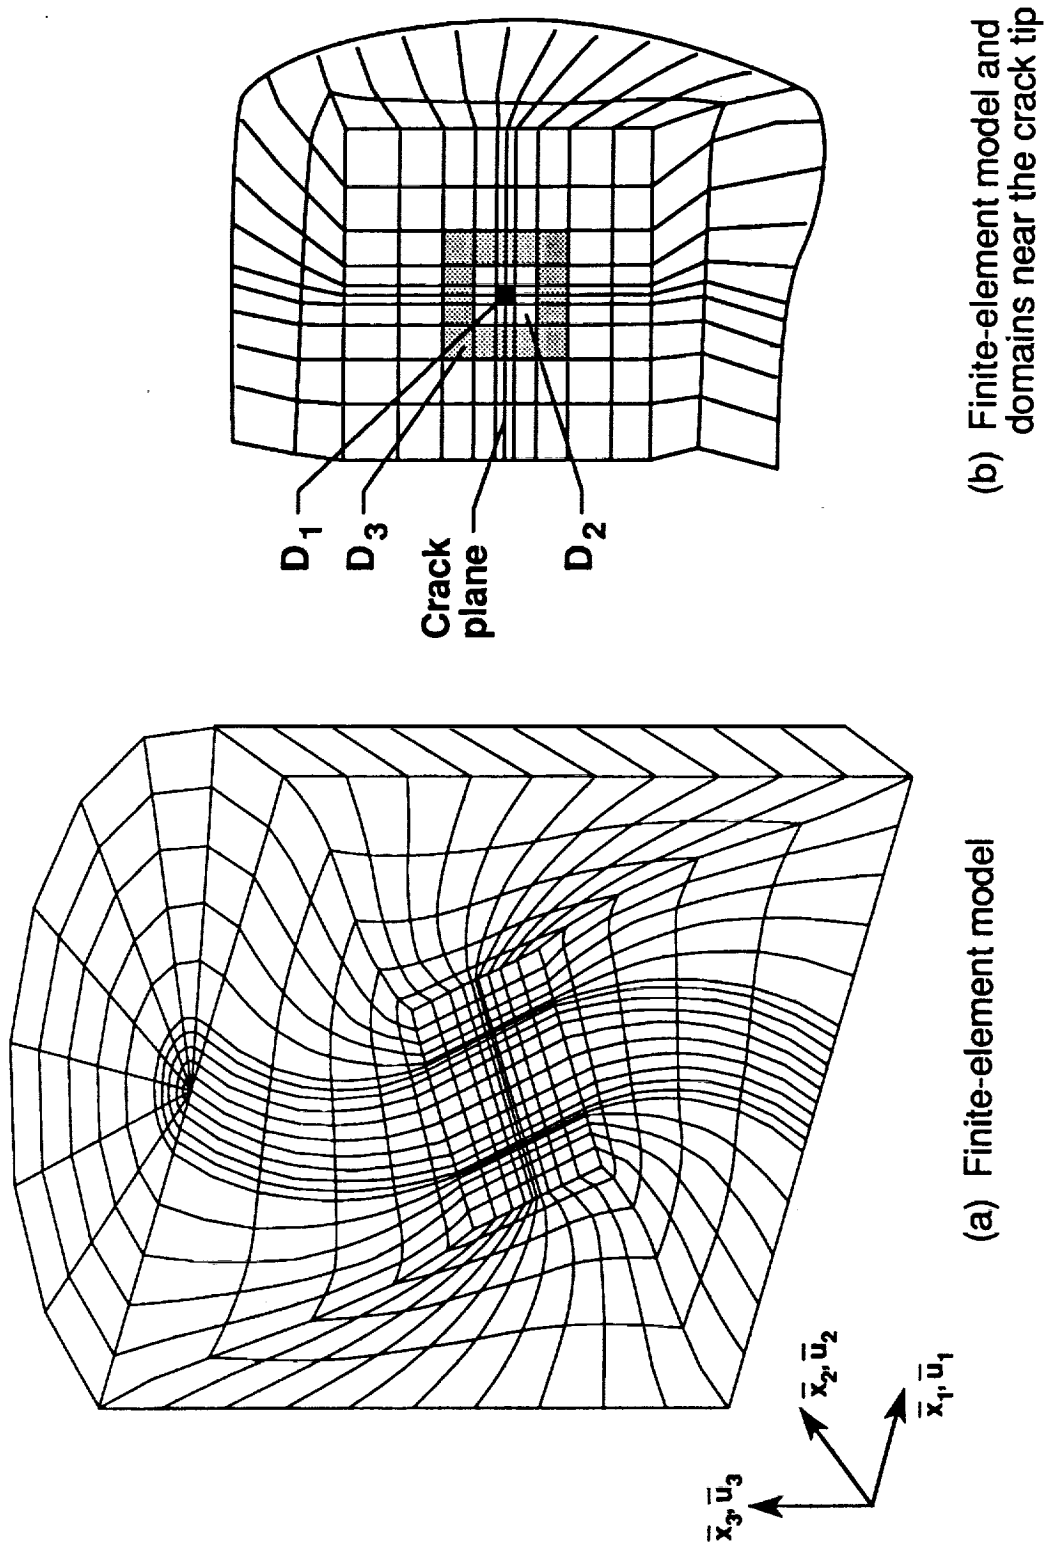 x̄₃, ū₃
x̄₂, ū₂
x̄₁, ū₁
(a) Finite-element model
D₁
D₃
Crack
plane
D₂
(b) Finite-element model and
domains near the crack tip